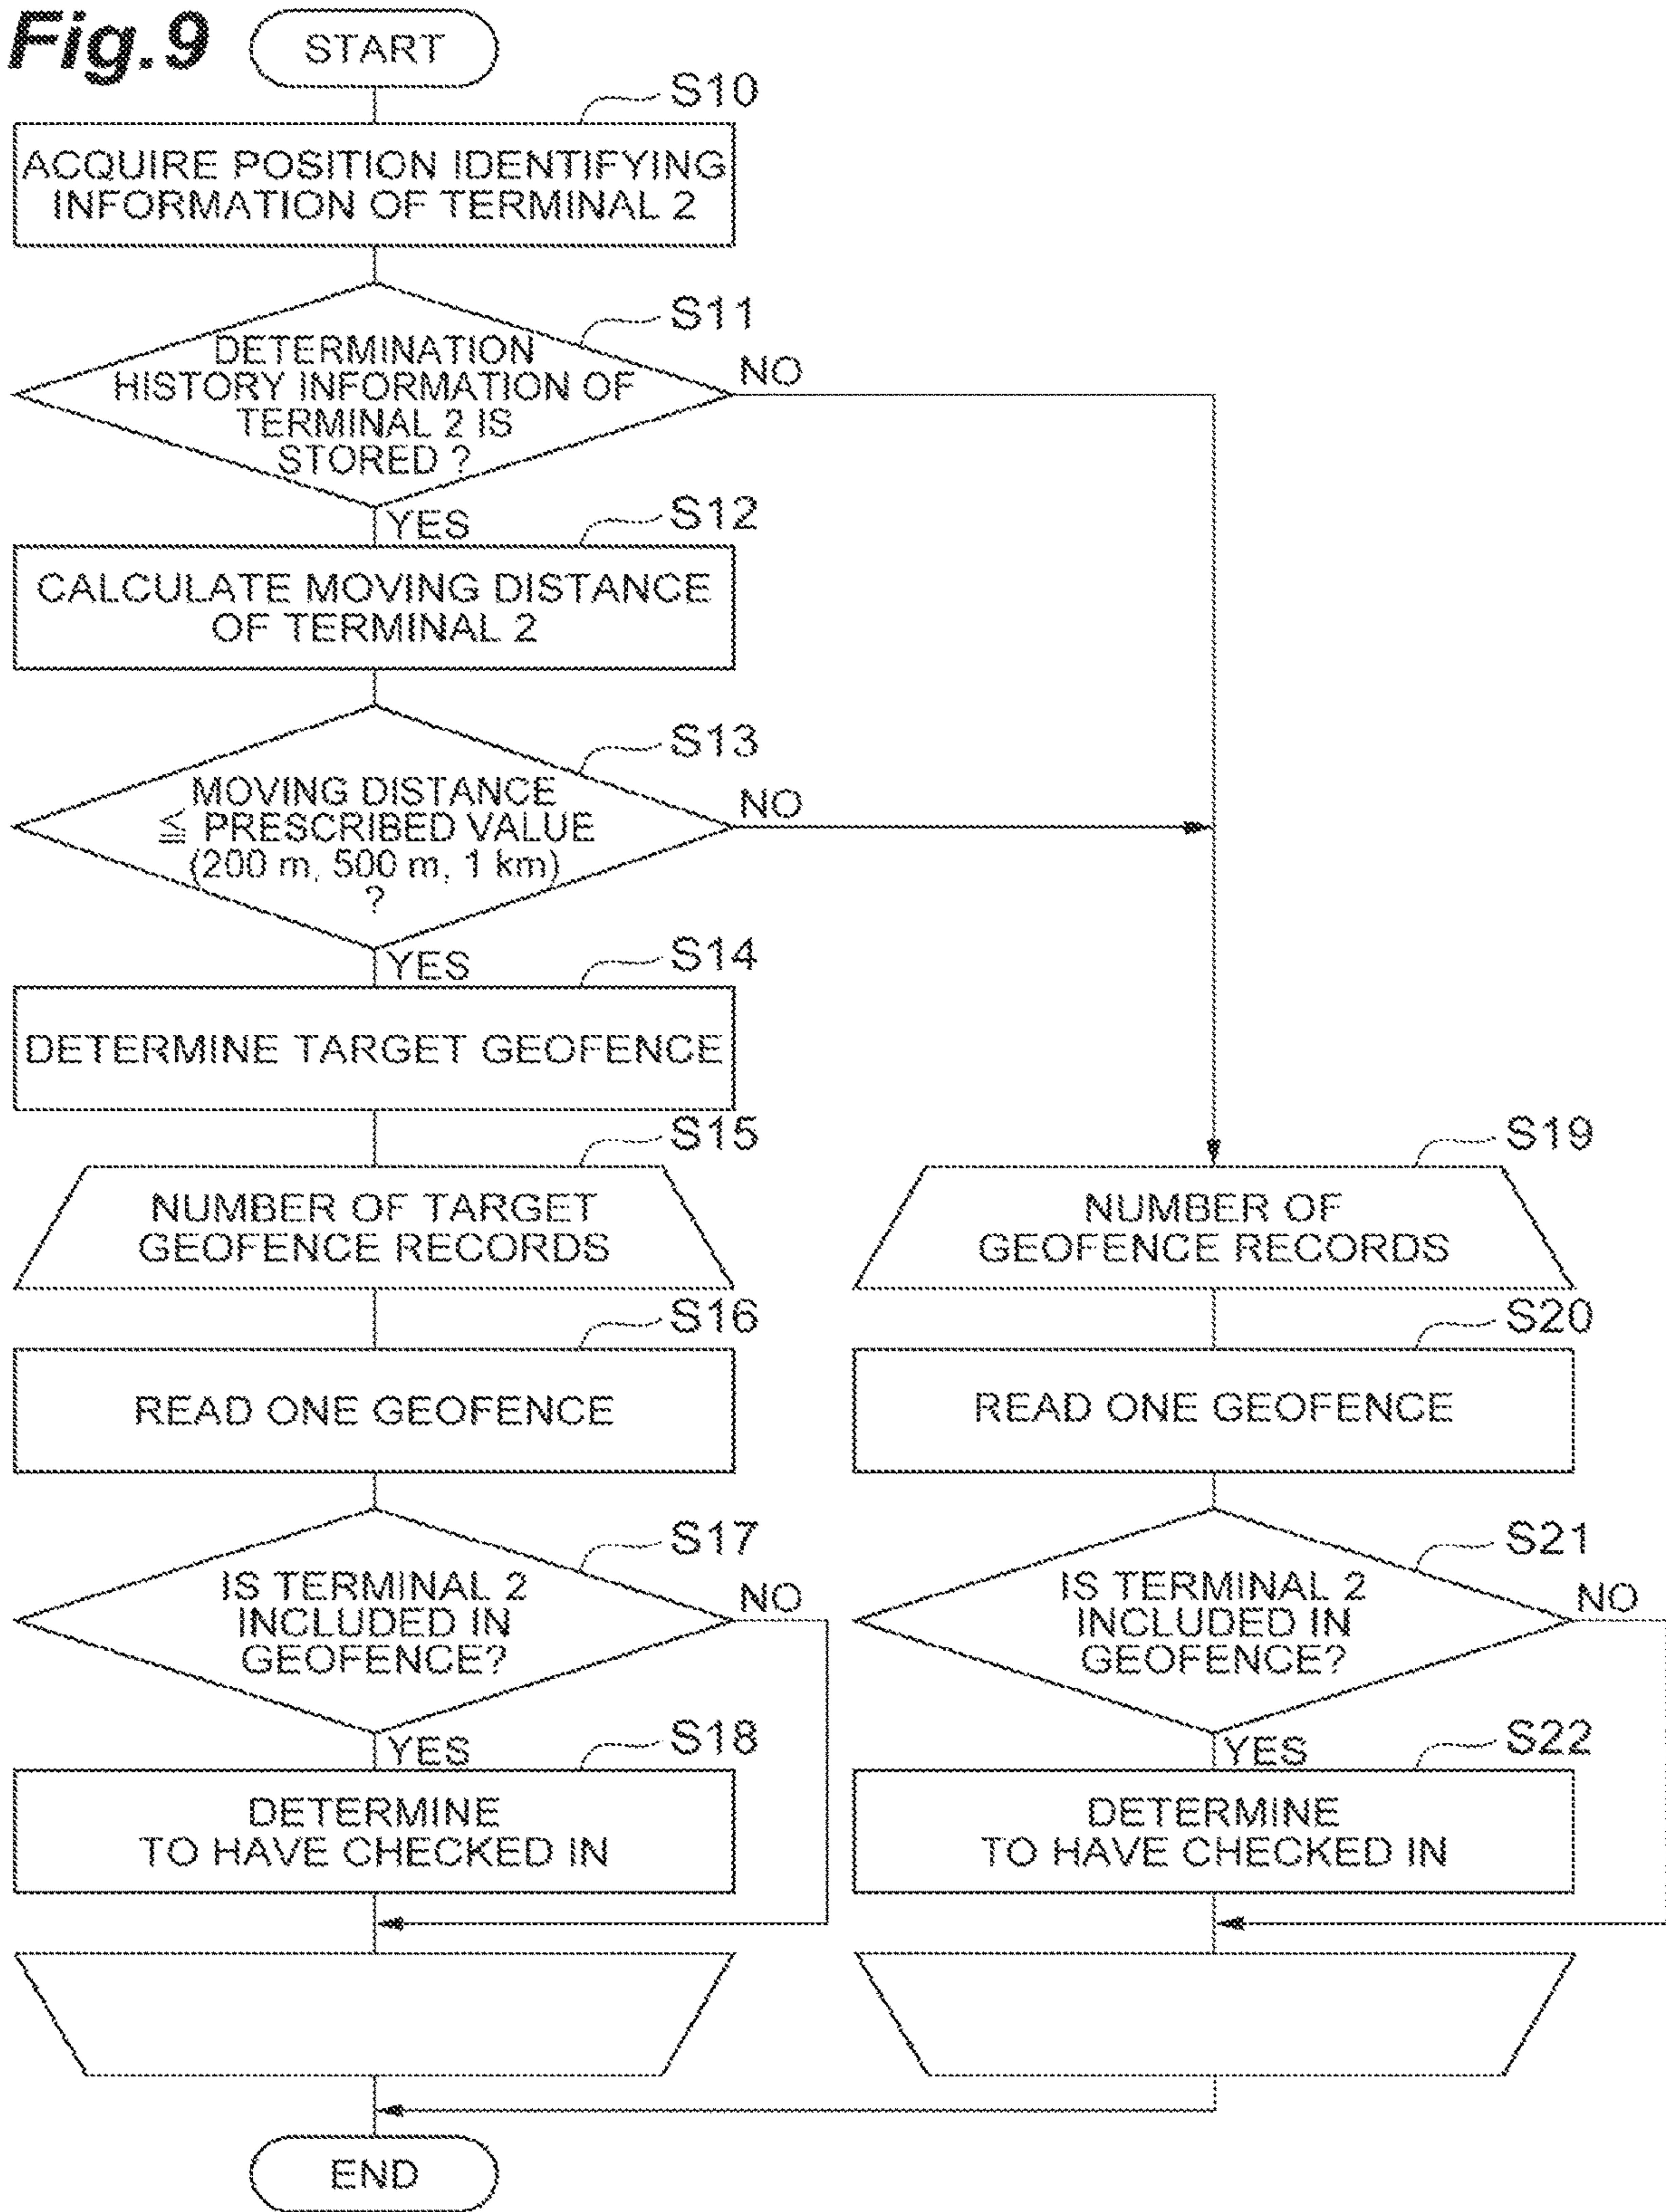 Fig.9
START
S10
ACQUIRE POSITION IDENTIFYING
INFORMATION OF TERMINAL 2
S11
DETERMINATION
HISTORY INFORMATION OF
TERMINAL 2 IS
STORED ?
NO
YES
S12
CALCULATE MOVING DISTANCE
OF TERMINAL 2
S13
MOVING DISTANCE
≦ PRESCRIBED VALUE
(200 m, 500 m, 1 km)
?
NO
YES
S14
DETERMINE TARGET GEOFENCE
S15
NUMBER OF TARGET
GEOFENCE RECORDS
S16
READ ONE GEOFENCE
S17
IS TERMINAL 2
INCLUDED IN
GEOFENCE?
NO
YES
S18
DETERMINE
TO HAVE CHECKED IN
S19
NUMBER OF
GEOFENCE RECORDS
S20
READ ONE GEOFENCE
S21
IS TERMINAL 2
INCLUDED IN
GEOFENCE?
NO
YES
S22
DETERMINE
TO HAVE CHECKED IN
END